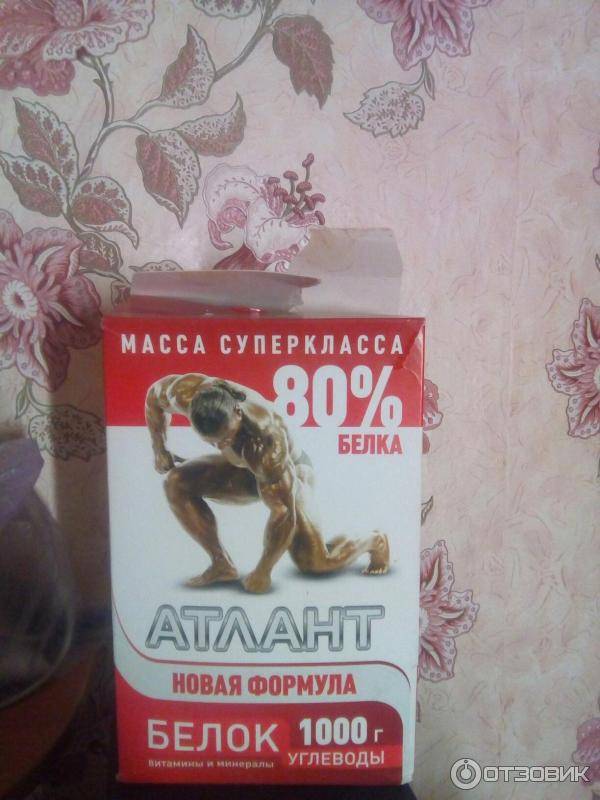 МАССА СУПЕРКЛАССА
80%
БЕЛКА
АТЛАНТ
НОВАЯ ФОРМУЛА
БЕЛОК 1000 г
витамины и минералы УГЛЕВОДЫ
ОТЗОВИК